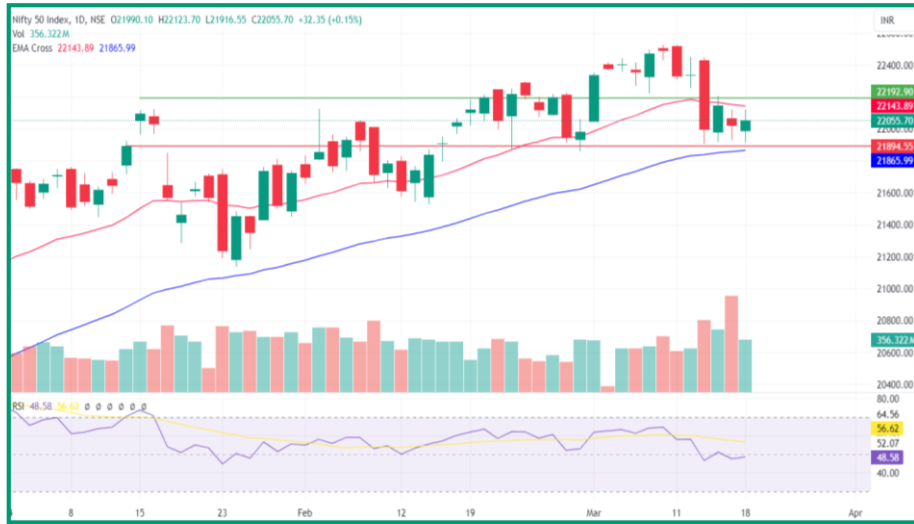 Nifty 50 Index, 1D, NSE O21990.10 H22123.70 L21916.55 C22055.70 +32.35 (+0.15%)
INR
Vol 356.322M
EMA Cross 22143.89 21865.99
22400.00
22192.90
22143.89
22055.70
22000.00
21894.55
21865.99
21600.00
21400.00
21200.00
21000.00
20800.00
356.322M
20600.00
20400.00
RSI 48.58 56.62 ø ø ø ø ø ø
80.00
64.56
56.62
52.07
48.58
40.00
8 15 23 Feb 12 19 Mar 11 18 Apr